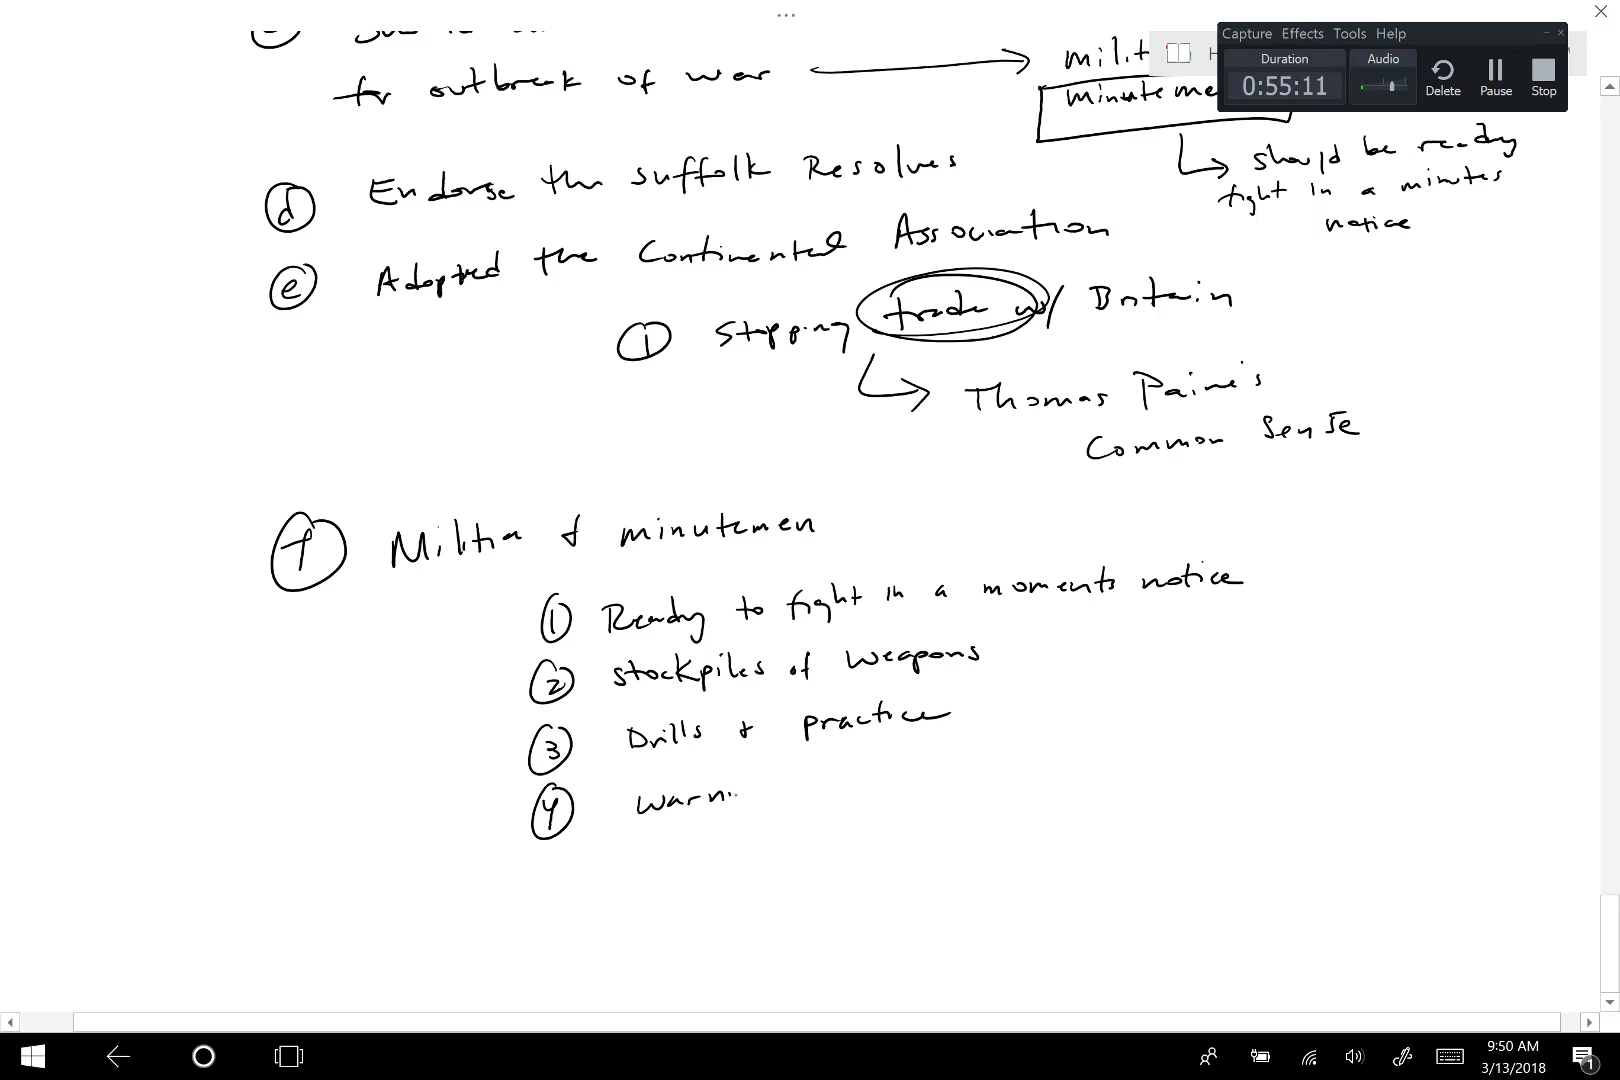 Capture Effects Tools Help
Duration
Audio
0:55:11
Delete Pause Stop
for outbreak of war
d Endorse the Suffolk Resolves
should be ready
fight in a minutes
notice
e Adopted the Continental Association
1 Stopping trade w/ Britain
Thomas Paine's
Common Sense
f Militia & minutemen
1 Ready to fight in a moments notice
2 Stockpiles of weapons
3 Drills & practice
4 Warni
9:50 AM
3/13/2018
1